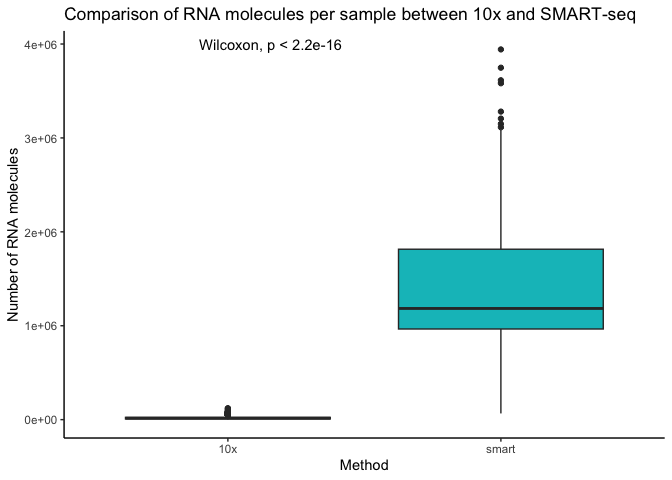 Comparison of RNA molecules per sample between 10x and SMART-seq
Wilcoxon, p < 2.2e-16
Number of RNA molecules
4e+06
3e+06
2e+06
1e+06
0e+00
10x
smart
Method